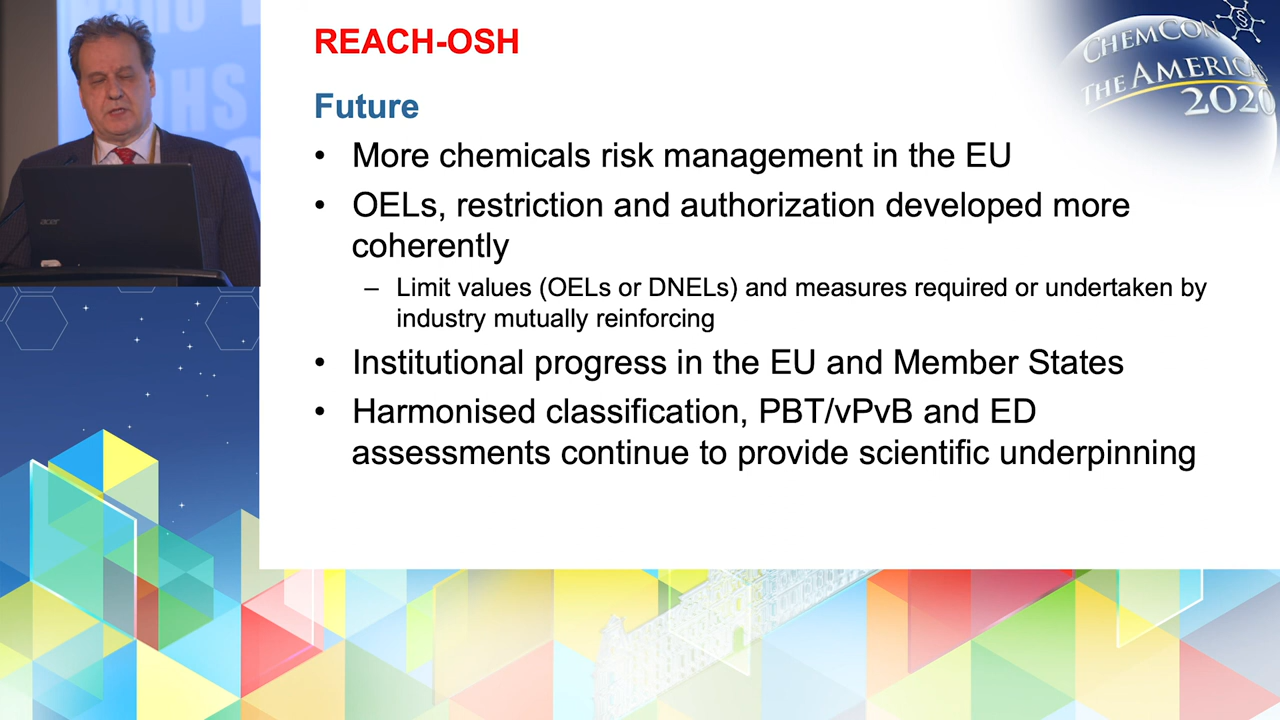 REACH-OSH
CHEMCON
THE AMERICAS
2020
Future
• More chemicals risk management in the EU
• OELs, restriction and authorization developed more
coherently
– Limit values (OELs or DNELs) and measures required or undertaken by
industry mutually reinforcing
• Institutional progress in the EU and Member States
• Harmonised classification, PBT/vPvB and ED
assessments continue to provide scientific underpinning
acer